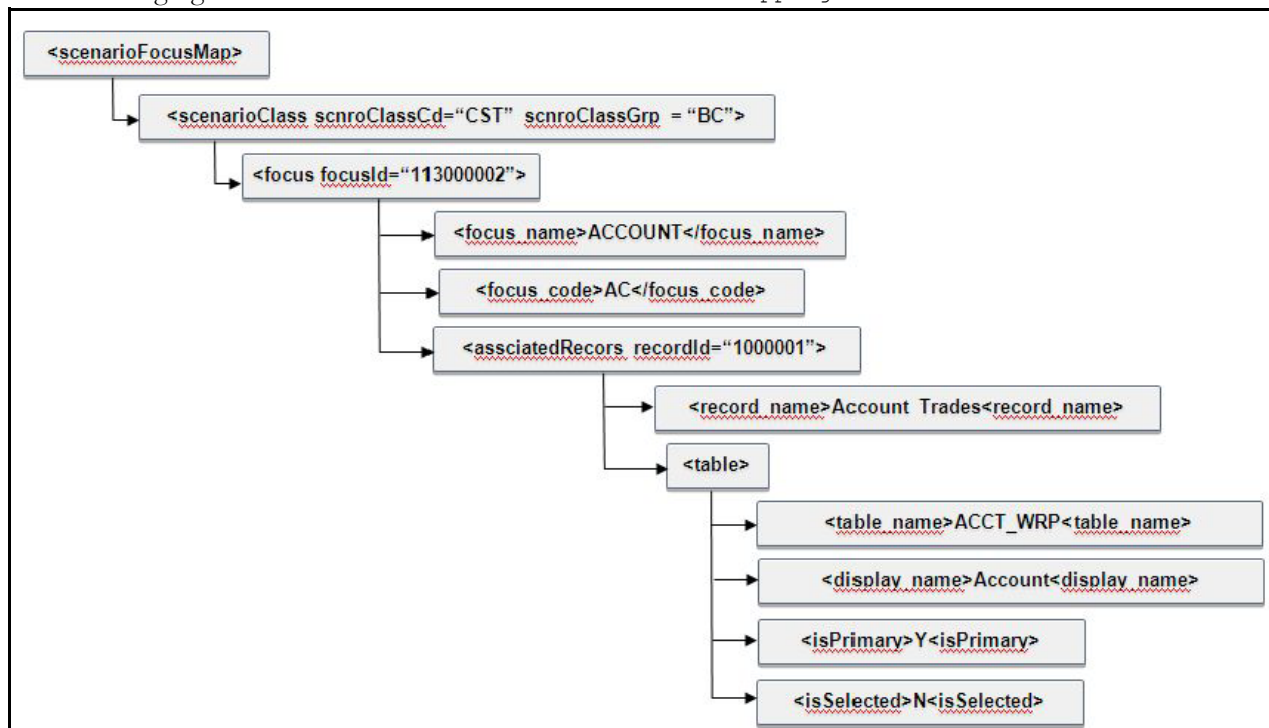 <scenarioFocusMap>
<scenarioClass scnroClassCd=“CST” scnroClassGrp = “BC”>
<focus focusId=“113000002”>
<focus_name>ACCOUNT</focus_name>
<focus_code>AC</focus_code>
<assciatedRecors recordId=“1000001”>
<record_name>Account Trades<record_name>
<table>
<table_name>ACCT_WRP<table_name>
<display_name>Account<display_name>
<isPrimary>Y<isPrimary>
<isSelected>N<isSelected>